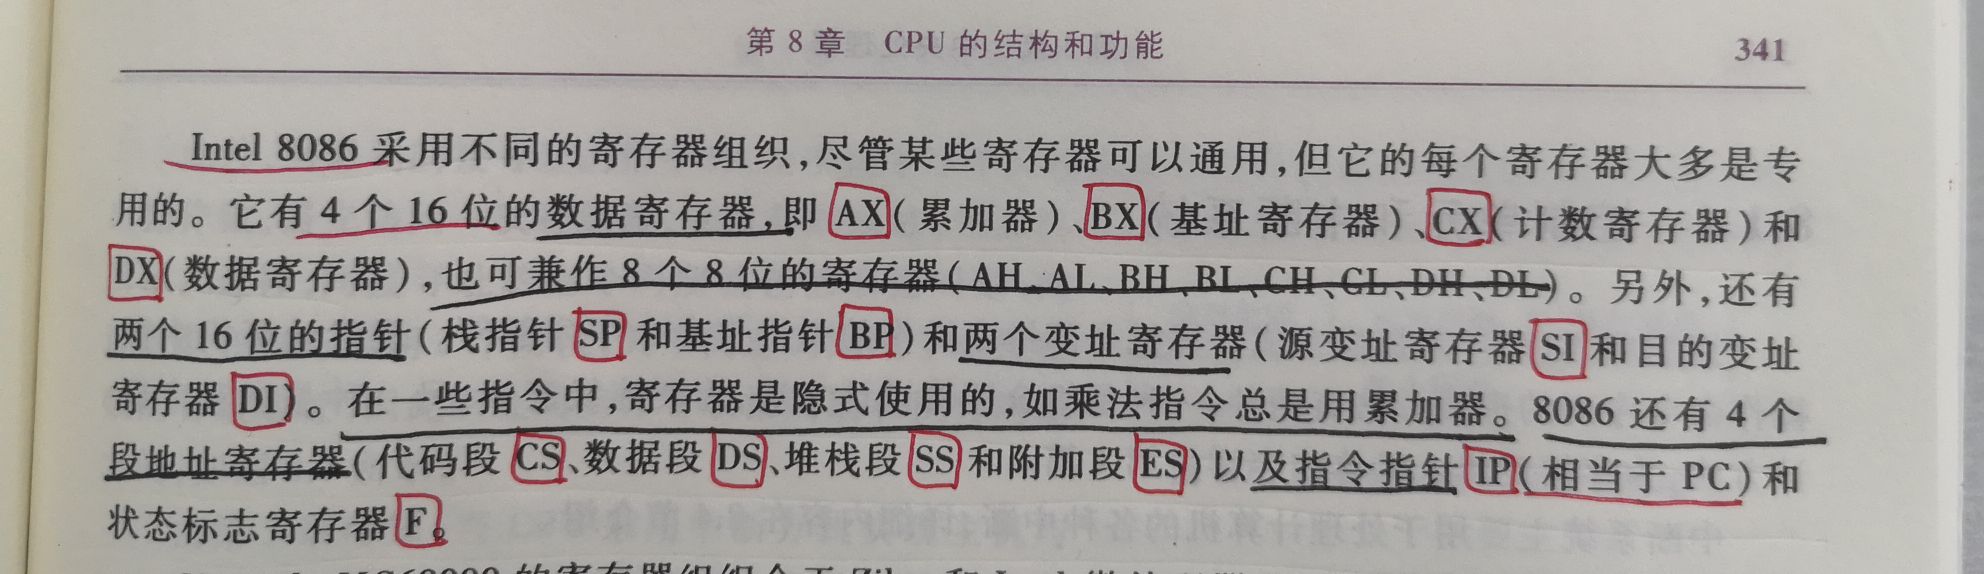 第 8 章 CPU 的结构和功能 341
Intel 8086 采用不同的寄存器组织,尽管某些寄存器可以通用,但它的每个寄存器大多是专
用的。它有 4 个 16 位的数据寄存器,即 AX(累加器)、BX(基址寄存器)、CX(计数寄存器)和
DX(数据寄存器),也可兼作 8 个 8 位的寄存器(AH、AL、BH、BL、CH、CL、DH、DL)。另外,还有
两个 16 位的指针(栈指针 SP 和基址指针 BP)和两个变址寄存器(源变址寄存器 SI 和目的变址
寄存器 DI)。在一些指令中,寄存器是隐式使用的,如乘法指令总是用累加器。8086 还有 4 个
段地址寄存器(代码段 CS、数据段 DS、堆栈段 SS 和附加段 ES)以及指令指针 IP(相当于 PC)和
状态标志寄存器 F。